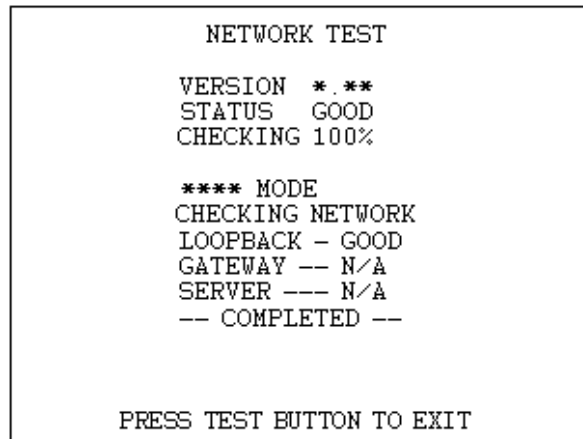 NETWORK TEST
VERSION *.**
STATUS GOOD
CHECKING 100%
**** MODE
CHECKING NETWORK
LOOPBACK - GOOD
GATEWAY -- N/A
SERVER --- N/A
-- COMPLETED --
PRESS TEST BUTTON TO EXIT